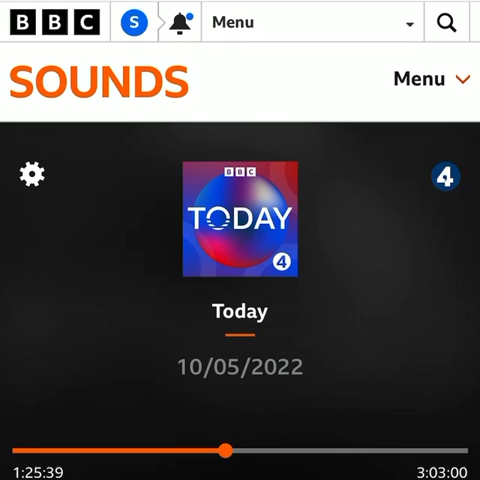 BBC S Menu
SOUNDS Menu
4
BBC
TODAY
4
Today
10/05/2022
1:25:39 3:03:00